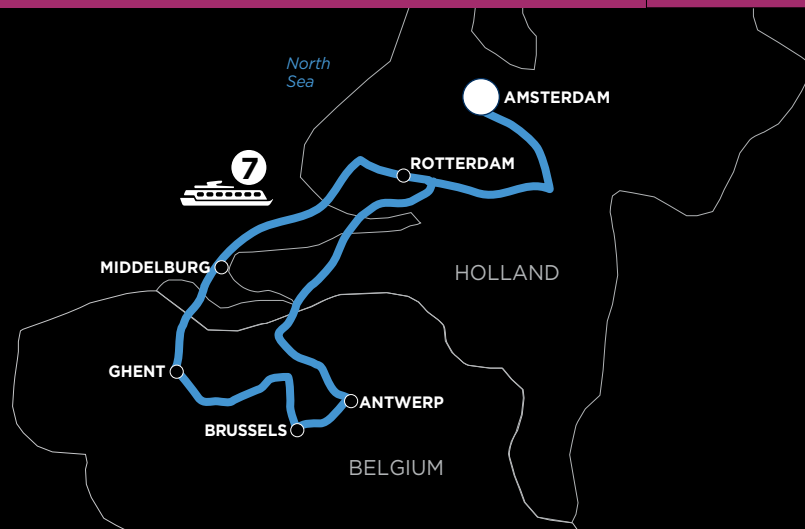 North
Sea
AMSTERDAM
7
ROTTERDAM
MIDDELBURG
HOLLAND
GHENT
ANTWERP
BRUSSELS
BELGIUM